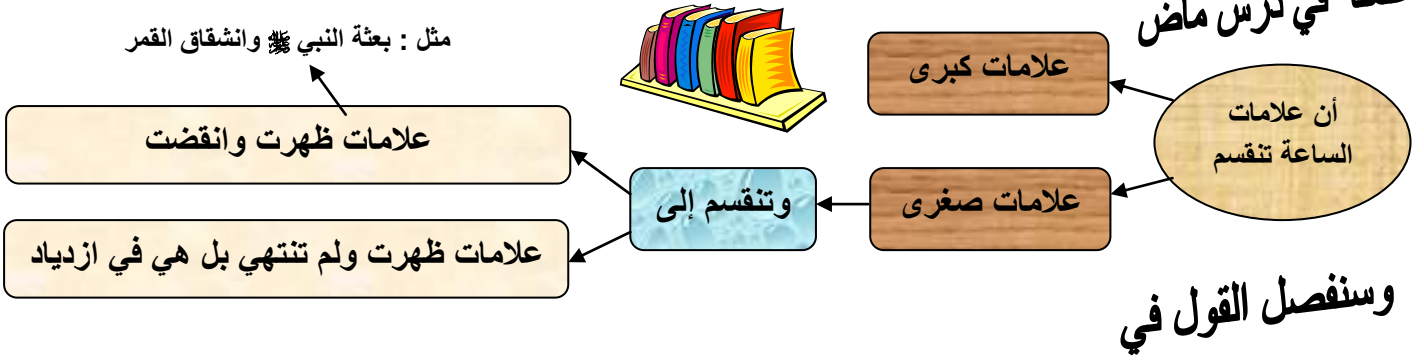 في درس ماض
أن علامات
الساعة تنقسم
علامات كبرى
علامات صغرى
وتنقسم إلى
مثل : بعثة النبي ﷺ وانشقاق القمر
علامات ظهرت وانقضت
علامات ظهرت ولم تنتهي بل هي في ازدياد
وسنفصل القول في